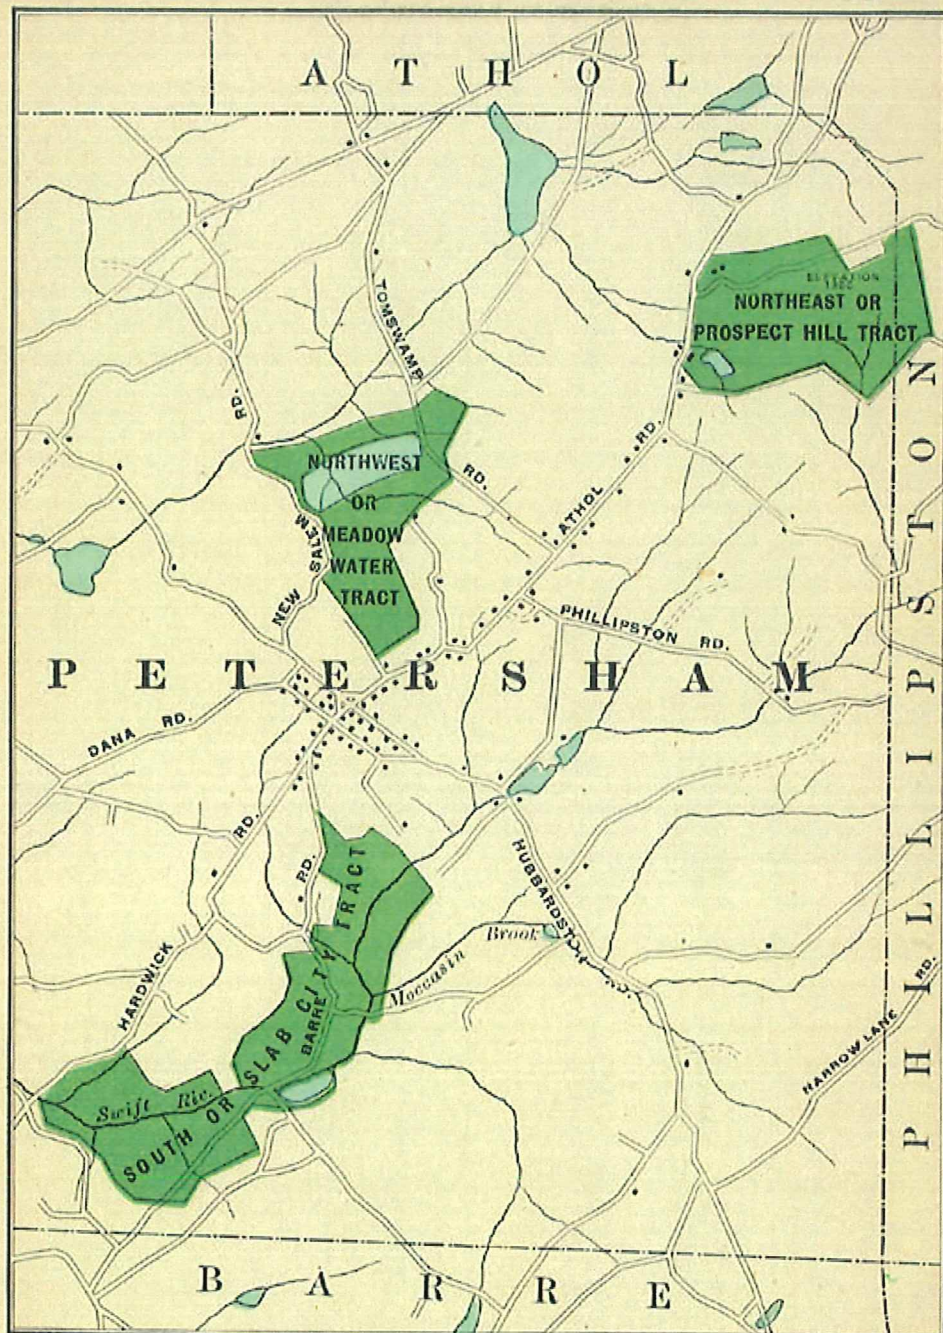 ATHOL
ELEVATION
NORTHEAST OR
PROSPECT HILL TRACT
TOMSWAMP
RD.
RD.
NORTHWEST
OR
MEADOW
WATER
TRACT
NEW SALEM
ATHOL RD.
PHILLIPSTON RD.
PETERSHAM
PHILLIPSTON
DANA RD.
HARDWICK RD.
BARRE RD.
HUBBARDSTON RD.
Moccasin Brook
HARROW LANE RD.
SOUTH OR SLAB CITY TRACT
Swift Riv.
BARRE